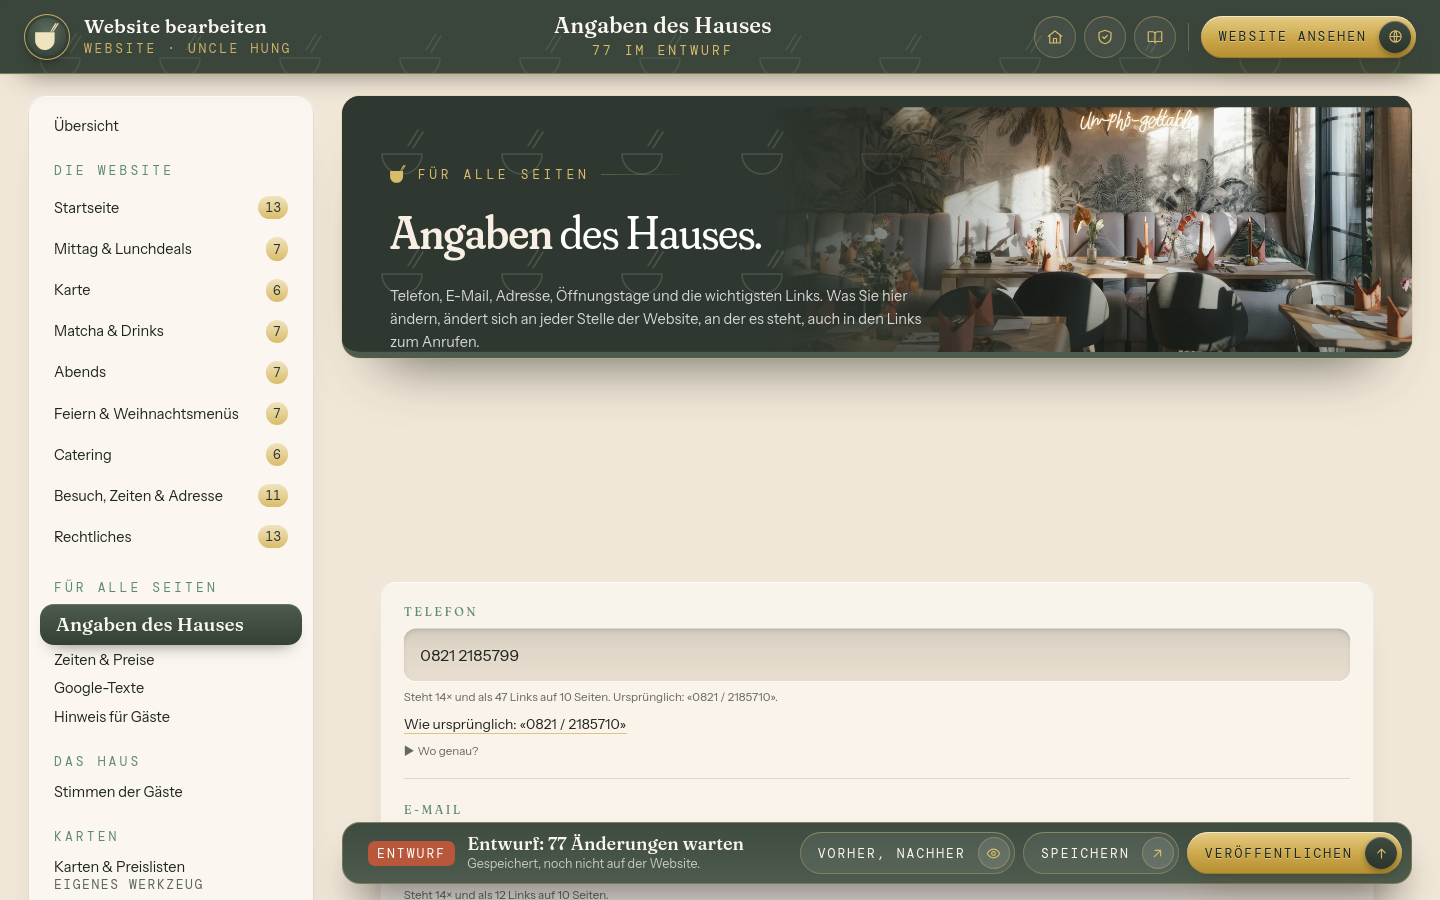 Website bearbeiten
WEBSITE · UNCLE HUNG
Angaben des Hauses
77 IM ENTWURF
WEBSITE ANSEHEN
Übersicht
DIE WEBSITE
Startseite 13
Mittag & Lunchdeals 7
Karte 6
Matcha & Drinks 7
Abends 7
Feiern & Weihnachtsmenüs 7
Catering 6
Besuch, Zeiten & Adresse 11
Rechtliches 13
FÜR ALLE SEITEN
Angaben des Hauses
Zeiten & Preise
Google-Texte
Hinweis für Gäste
DAS HAUS
Stimmen der Gäste
KARTEN
Karten & Preislisten
EIGENES WERKZEUG
Um-phở-gettable
FÜR ALLE SEITEN
Angaben des Hauses.
Telefon, E-Mail, Adresse, Öffnungstage und die wichtigsten Links. Was Sie hier
ändern, ändert sich an jeder Stelle der Website, an der es steht, auch in den Links
zum Anrufen.
TELEFON
0821 2185799
Steht 14× und als 47 Links auf 10 Seiten. Ursprünglich: «0821 / 2185710».
Wie ursprünglich: «0821 / 2185710»
▶ Wo genau?
E-MAIL
ENTWURF
Entwurf: 77 Änderungen warten
Gespeichert, noch nicht auf der Website.
VORHER, NACHHER
SPEICHERN
VERÖFFENTLICHEN
Steht 14× und als 12 Links auf 10 Seiten.